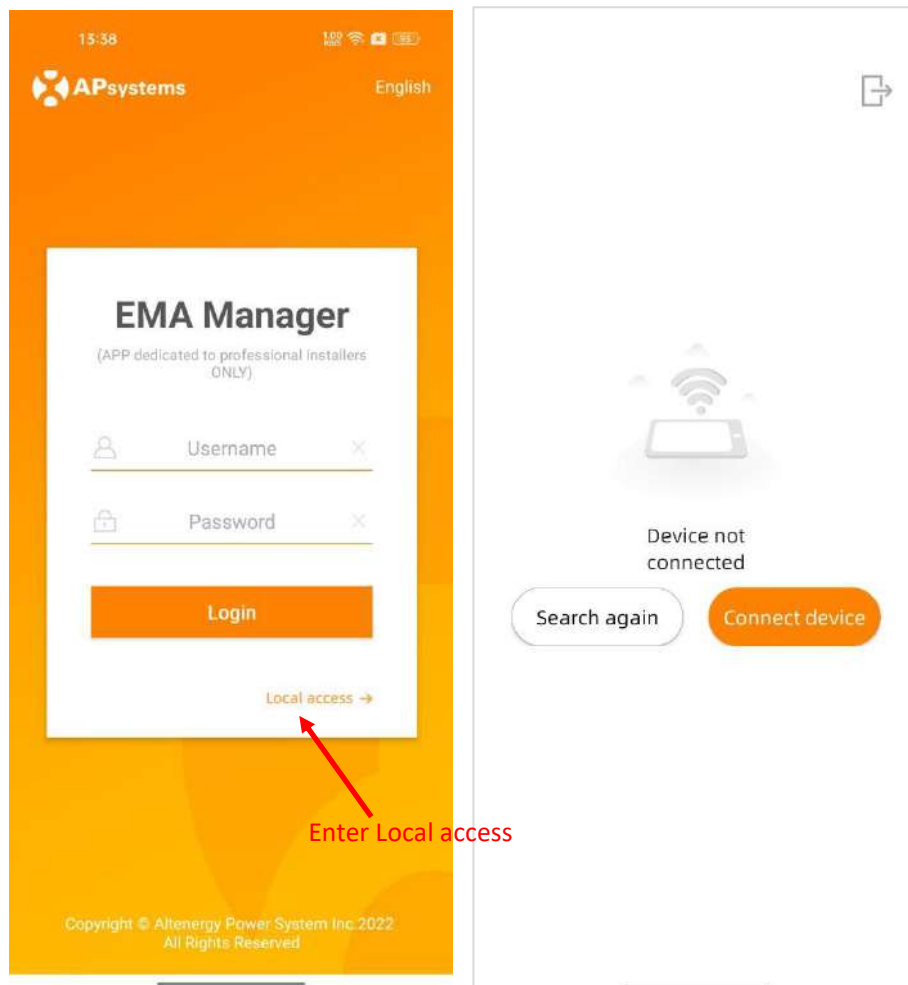 15:38
APsystems
English
EMA Manager
(APP dedicated to professional installers
ONLY)
Username
Password
Login
Local access →
Enter Local access
Copyright © Altenergy Power System Inc.2022
All Rights Reserved
Device not
connected
Search again
Connect device